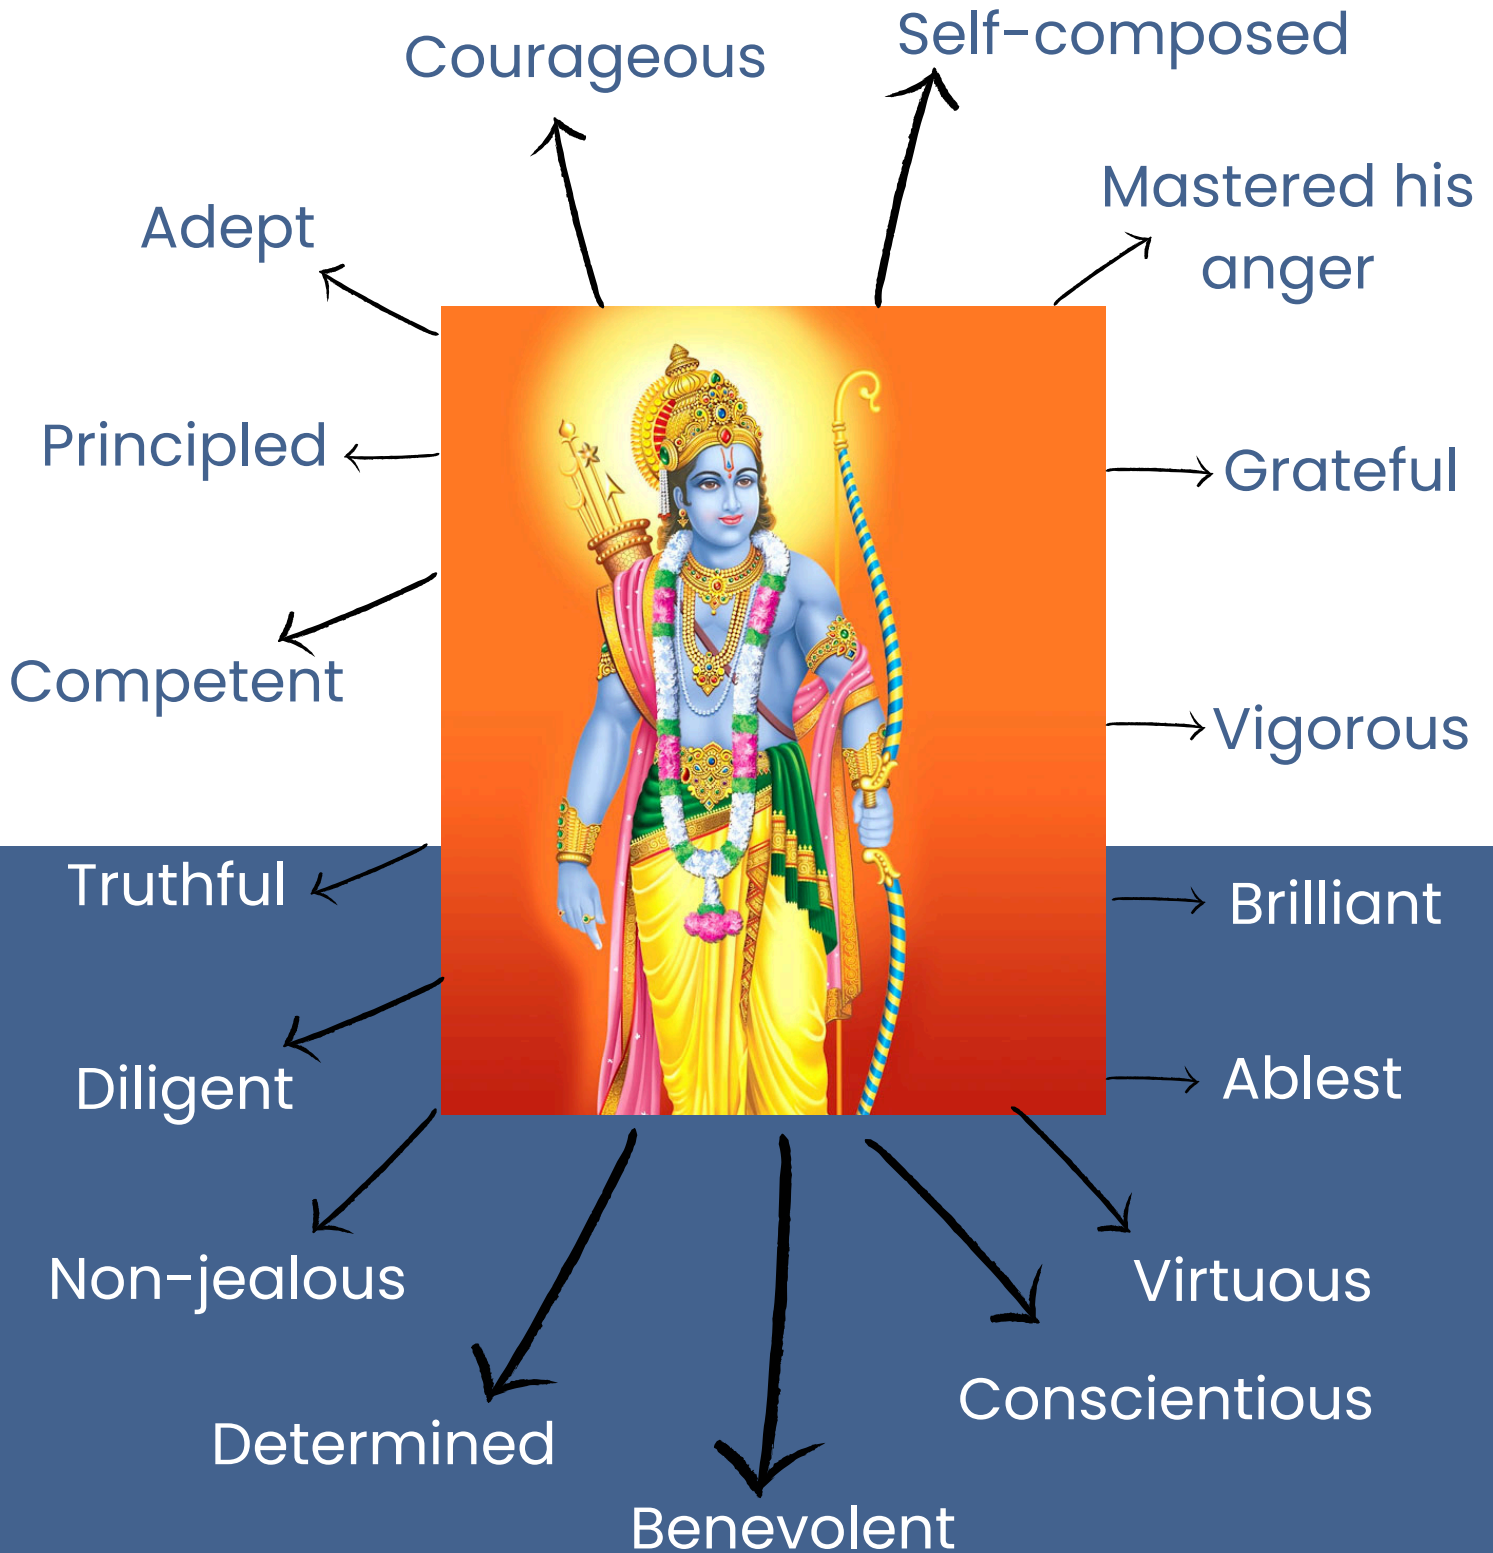 Courageous
Self-composed
Mastered his
anger
Adept
Principled
Grateful
Competent
Vigorous
Truthful
Brilliant
Diligent
Ablest
Non-jealous
Virtuous
Conscientious
Determined
Benevolent